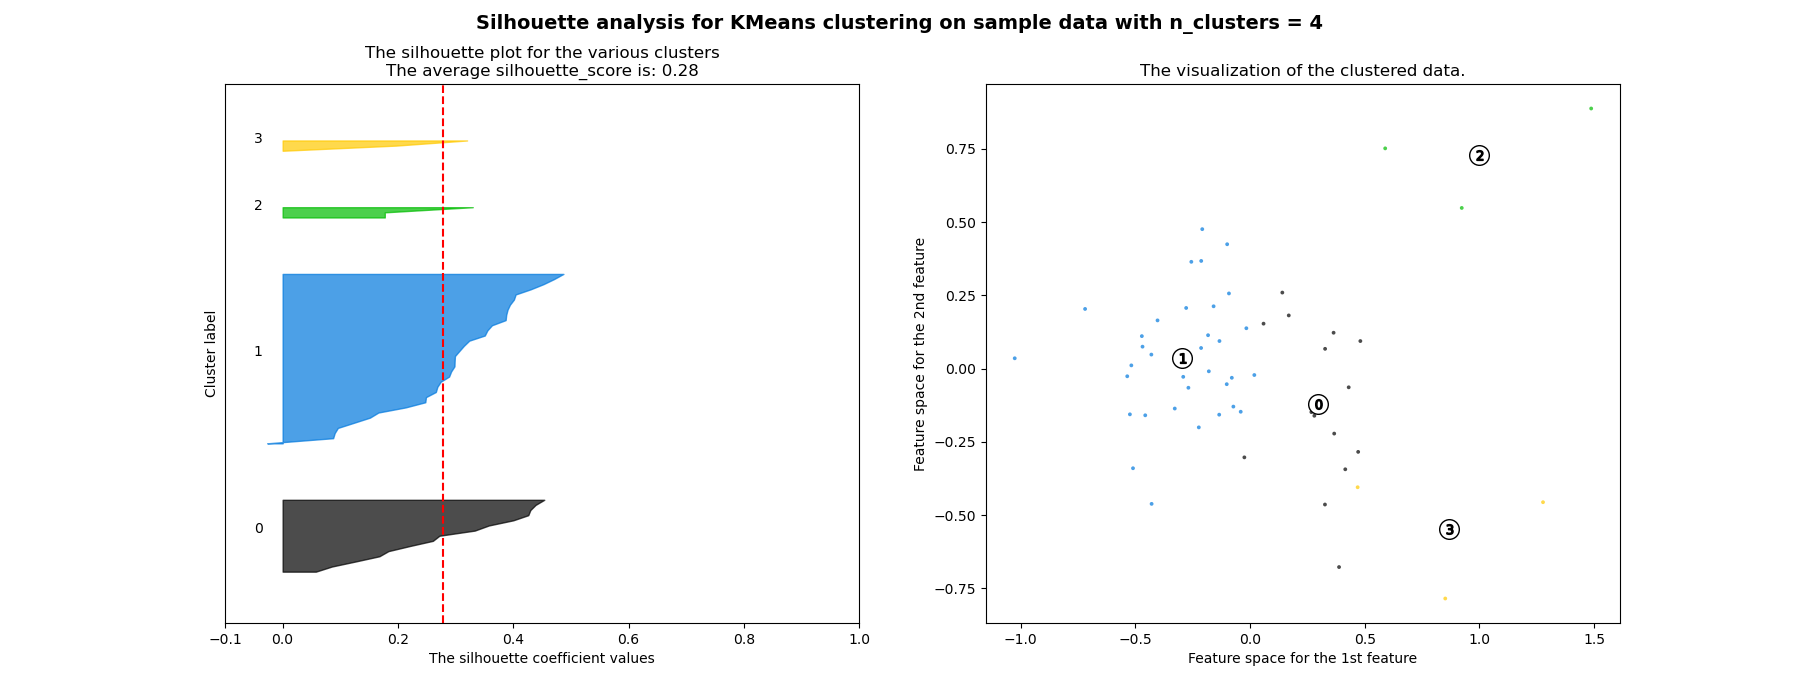 Silhouette analysis for KMeans clustering on sample data with n_clusters = 4
The silhouette plot for the various clusters
The average silhouette_score is: 0.28
3
2
1
0
Cluster label
−0.1 0.0 0.2 0.4 0.6 0.8 1.0
The silhouette coefficient values
The visualization of the clustered data.
0.75
0.50
0.25
0.00
−0.25
−0.50
−0.75
Feature space for the 2nd feature
2
1
0
3
−1.0 −0.5 0.0 0.5 1.0 1.5
Feature space for the 1st feature